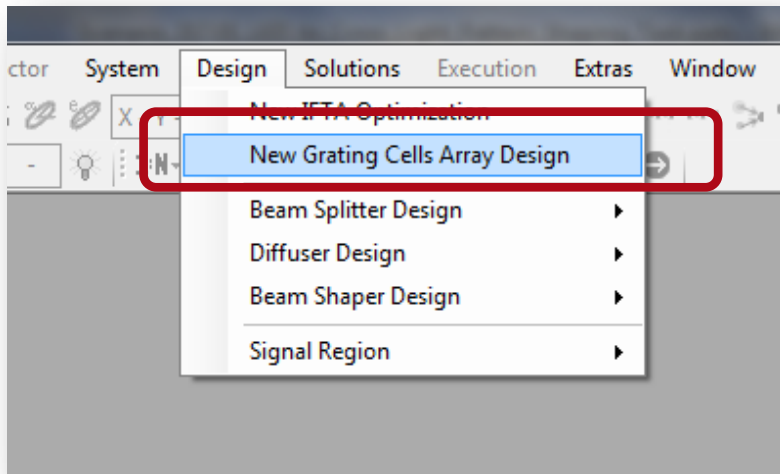 ctor System Design Solutions Execution Extras Window
X Y
New IFTA Optimization
- N
New Grating Cells Array Design
Beam Splitter Design
Diffuser Design
Beam Shaper Design
Signal Region